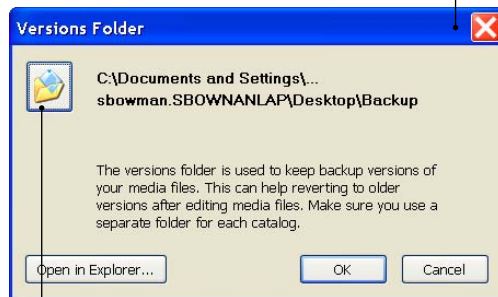 Versions Folder
C:\Documents and Settings\...
sbowman.SBOWNANLAP\Desktop\Backup
The versions folder is used to keep backup versions of
your media files. This can help reverting to older
versions after editing media files. Make sure you use a
separate folder for each catalog.
Open in Explorer...
OK
Cancel